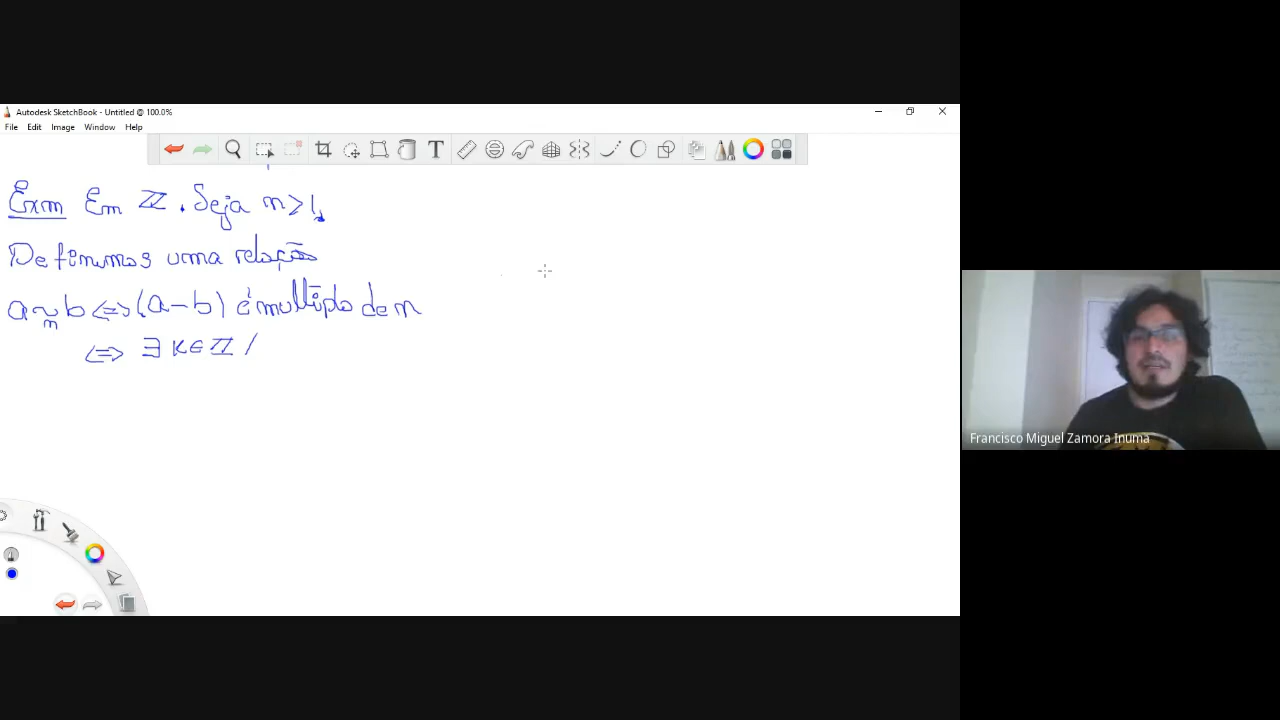 Autodesk SketchBook - Untitled @ 100.0%
File Edit Image Window Help
T
Exm Em ℤ. Seja n>1,
Definimos uma relação
a ~n b ⟺ (a-b) é multiplo de n
⟺ ∃ k∈ℤ /
Francisco Miguel Zamora Inuma